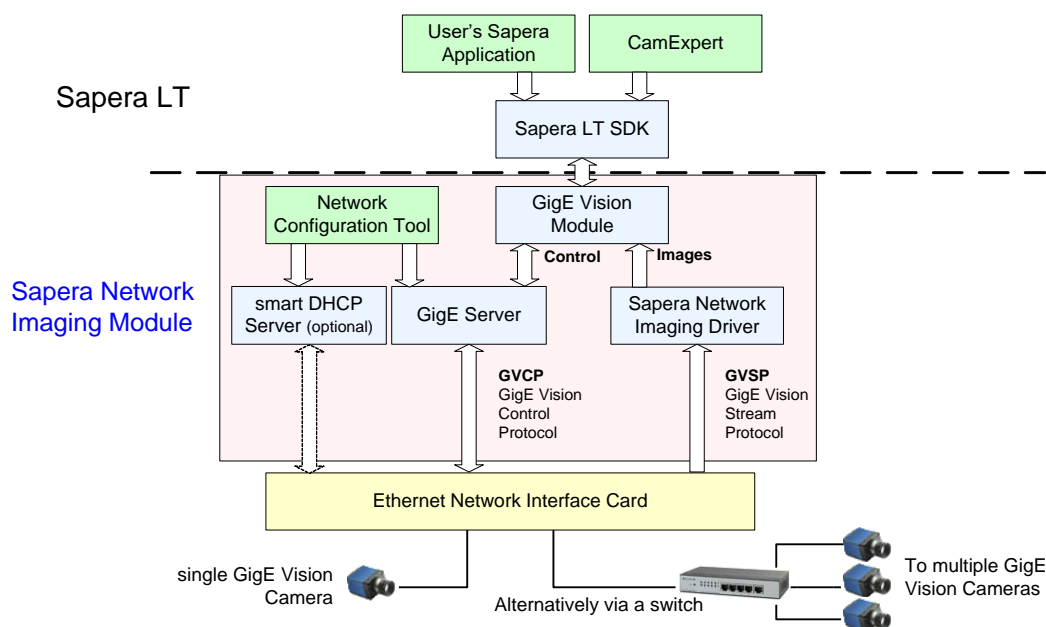 User's Sapera
Application
CamExpert
Sapera LT
Sapera LT SDK
Network
Configuration Tool
GigE Vision
Module
Control
Images
Sapera Network
Imaging Module
smart DHCP
Server (optional)
GigE Server
Sapera Network
Imaging Driver
GVCP
GigE Vision
Control
Protocol
GVSP
GigE Vision
Stream
Protocol
Ethernet Network Interface Card
single GigE Vision
Camera
Alternatively via a switch
To multiple GigE
Vision Cameras